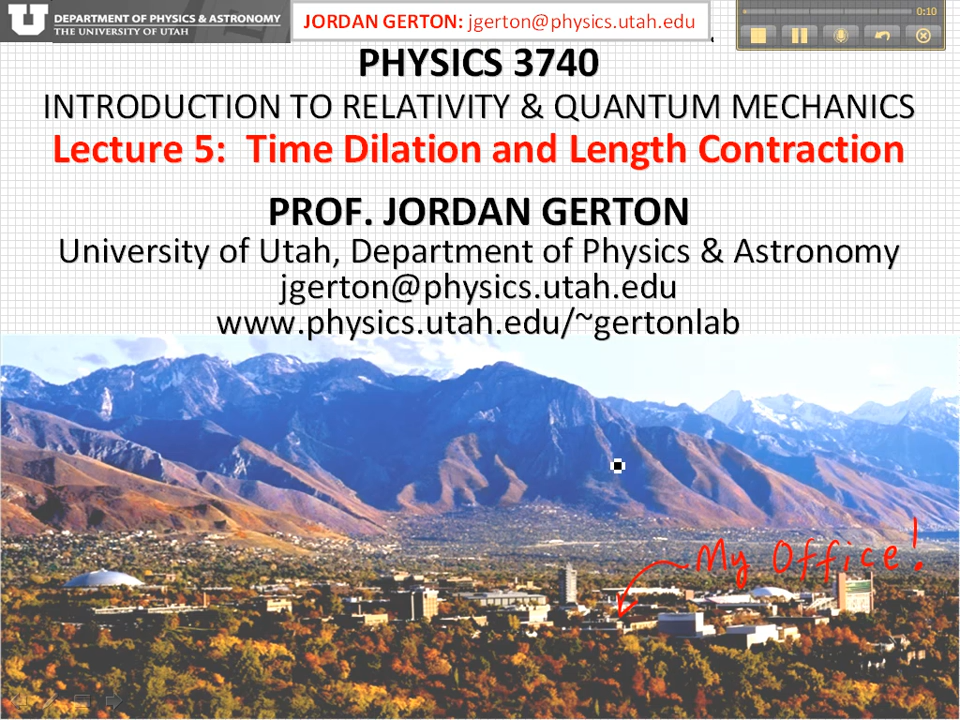 U DEPARTMENT OF PHYSICS & ASTRONOMY
THE UNIVERSITY OF UTAH
JORDAN GERTON: jgerton@physics.utah.edu
0:10
PHYSICS 3740
INTRODUCTION TO RELATIVITY & QUANTUM MECHANICS
Lecture 5: Time Dilation and Length Contraction
PROF. JORDAN GERTON
University of Utah, Department of Physics & Astronomy
jgerton@physics.utah.edu
www.physics.utah.edu/~gertonlab
My Office!